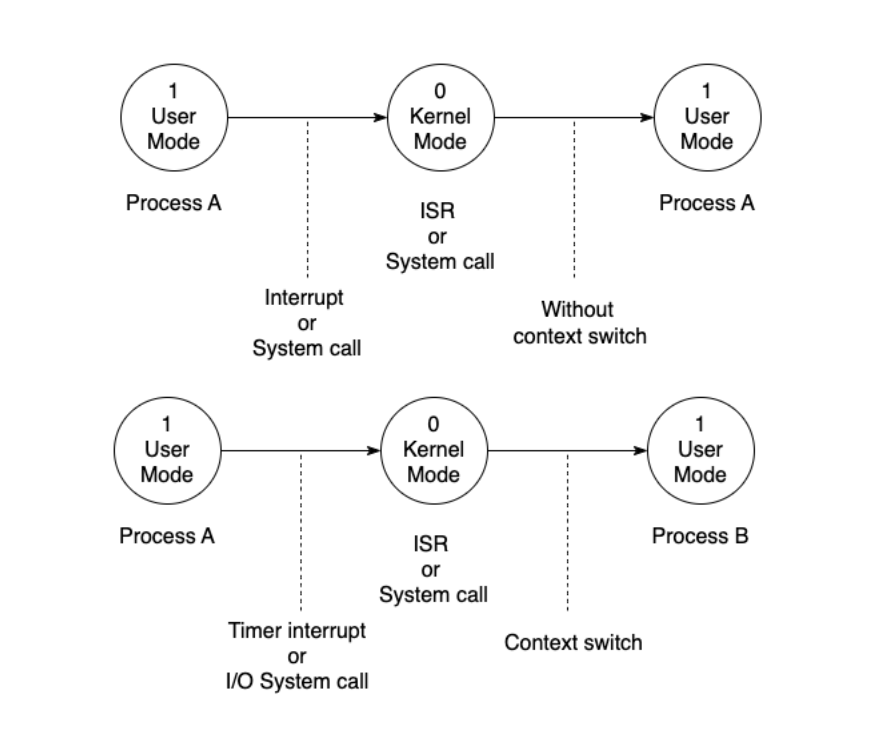 1
User
Mode
0
Kernel
Mode
1
User
Mode
Process A
ISR
or
System call
Process A
Interrupt
or
System call
Without
context switch
1
User
Mode
0
Kernel
Mode
1
User
Mode
Process A
ISR
or
System call
Process B
Timer interrupt
or
I/O System call
Context switch